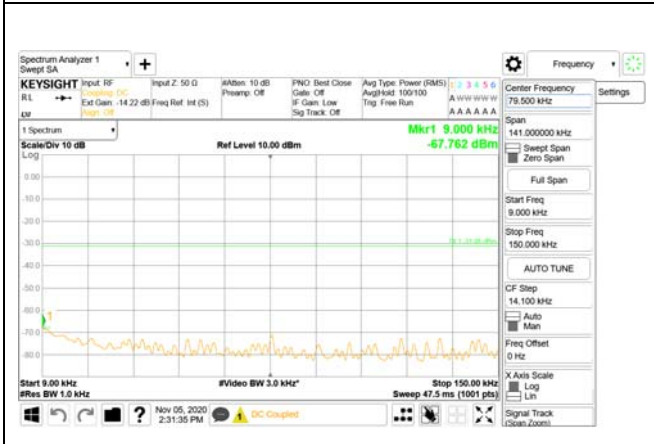 Spectrum Analyzer 1
Swept SA
+
Frequency
KEYSIGHT
RL
Input: RF
Coupling: DC
Ext Gain: -14.22 dB
Align: Off
Input Z: 50 Ω
Freq Ref: Int (S)
#Atten: 10 dB
Preamp: Off
PNO: Best Close
Gate: Off
IF Gain: Low
Sig Track: Off
Avg Type: Power (RMS)
Avg|Hold: 100/100
Trig: Free Run
1 2 3 4 5 6
A W W W W W
A A A A A A
Center Frequency
79.500 kHz
Settings
Span
141.000000 kHz
Swept Span
Zero Span
Full Span
Start Freq
9.000 kHz
Stop Freq
150.000 kHz
AUTO TUNE
CF Step
14.100 kHz
Auto
Man
Freq Offset
0 Hz
X Axis Scale
Log
Lin
Signal Track
(Span Zoom)
1 Spectrum
Mkr1 9.000 kHz
Scale/Div 10 dB
Ref Level 10.00 dBm
-67.762 dBm
Log
0.00
-10.0
-20.0
-30.0
-40.0
-50.0
-60.0
1
-70.0
-80.0
Start 9.00 kHz
#Video BW 3.0 kHz*
Stop 150.00 kHz
#Res BW 1.0 kHz
Sweep 47.5 ms (1001 pts)
?
Nov 05, 2020
2:31:35 PM
DC Coupled